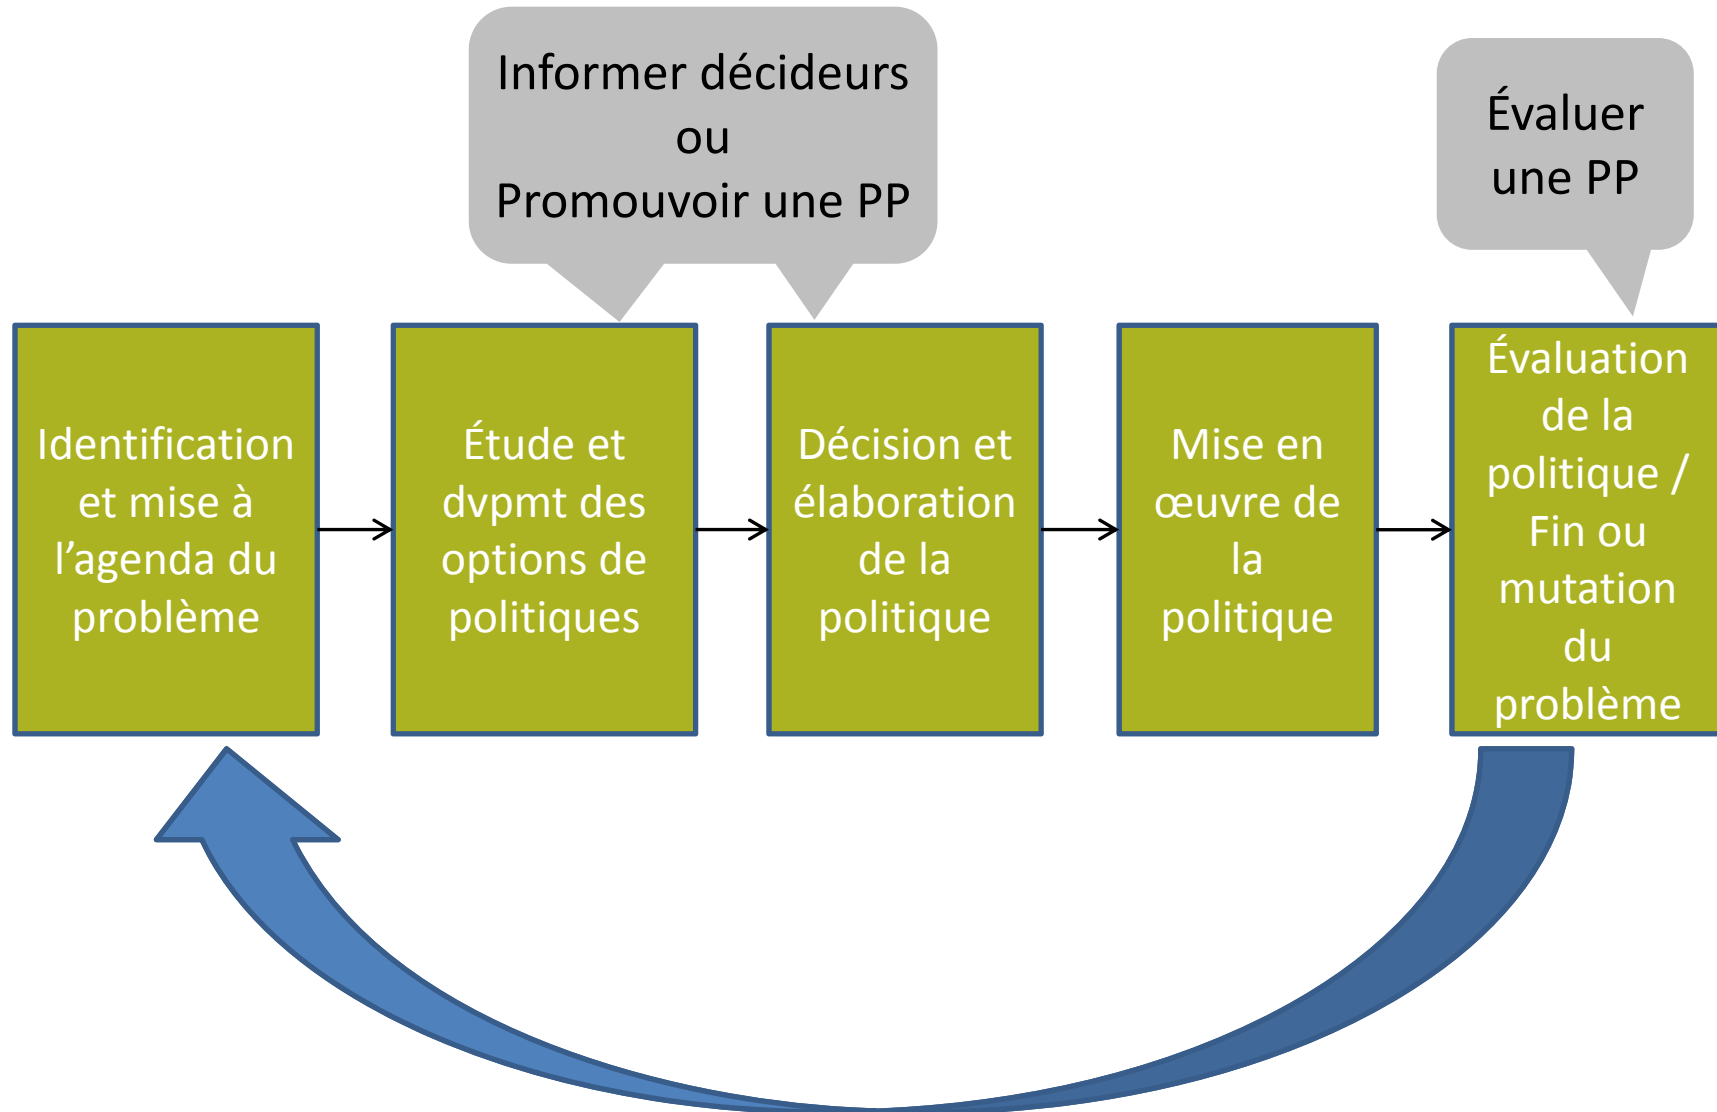 Informer décideurs
ou
Promouvoir une PP
Évaluer
une PP
Identification
et mise à
l’agenda du
problème
Étude et
dvpmt des
options de
politiques
Décision et
élaboration
de la
politique
Mise en
œuvre de
la
politique
Évaluation
de la
politique /
Fin ou
mutation
du
problème